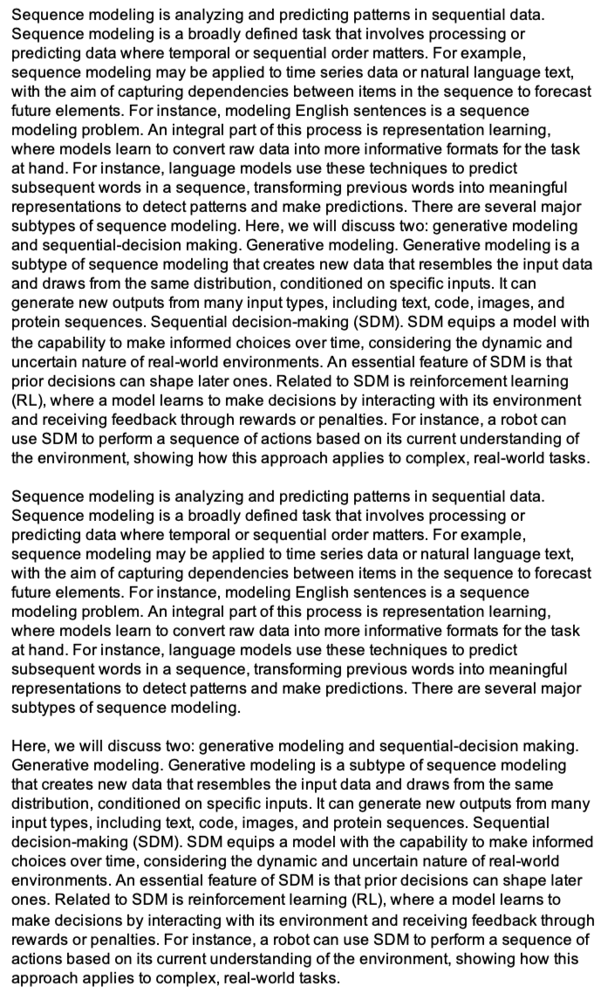 Sequence modeling is analyzing and predicting patterns in sequential data.
Sequence modeling is a broadly defined task that involves processing or
predicting data where temporal or sequential order matters. For example,
sequence modeling may be applied to time series data or natural language text,
with the aim of capturing dependencies between items in the sequence to forecast
future elements. For instance, modeling English sentences is a sequence
modeling problem. An integral part of this process is representation learning,
where models learn to convert raw data into more informative formats for the task
at hand. For instance, language models use these techniques to predict
subsequent words in a sequence, transforming previous words into meaningful
representations to detect patterns and make predictions. There are several major
subtypes of sequence modeling. Here, we will discuss two: generative modeling
and sequential-decision making. Generative modeling. Generative modeling is a
subtype of sequence modeling that creates new data that resembles the input data
and draws from the same distribution, conditioned on specific inputs. It can
generate new outputs from many input types, including text, code, images, and
protein sequences. Sequential decision-making (SDM). SDM equips a model with
the capability to make informed choices over time, considering the dynamic and
uncertain nature of real-world environments. An essential feature of SDM is that
prior decisions can shape later ones. Related to SDM is reinforcement learning
(RL), where a model learns to make decisions by interacting with its environment
and receiving feedback through rewards or penalties. For instance, a robot can
use SDM to perform a sequence of actions based on its current understanding of
the environment, showing how this approach applies to complex, real-world tasks.

Sequence modeling is analyzing and predicting patterns in sequential data.
Sequence modeling is a broadly defined task that involves processing or
predicting data where temporal or sequential order matters. For example,
sequence modeling may be applied to time series data or natural language text,
with the aim of capturing dependencies between items in the sequence to forecast
future elements. For instance, modeling English sentences is a sequence
modeling problem. An integral part of this process is representation learning,
where models learn to convert raw data into more informative formats for the task
at hand. For instance, language models use these techniques to predict
subsequent words in a sequence, transforming previous words into meaningful
representations to detect patterns and make predictions. There are several major
subtypes of sequence modeling.

Here, we will discuss two: generative modeling and sequential-decision making.
Generative modeling. Generative modeling is a subtype of sequence modeling
that creates new data that resembles the input data and draws from the same
distribution, conditioned on specific inputs. It can generate new outputs from many
input types, including text, code, images, and protein sequences. Sequential
decision-making (SDM). SDM equips a model with the capability to make informed
choices over time, considering the dynamic and uncertain nature of real-world
environments. An essential feature of SDM is that prior decisions can shape later
ones. Related to SDM is reinforcement learning (RL), where a model learns to
make decisions by interacting with its environment and receiving feedback through
rewards or penalties. For instance, a robot can use SDM to perform a sequence of
actions based on its current understanding of the environment, showing how this
approach applies to complex, real-world tasks.